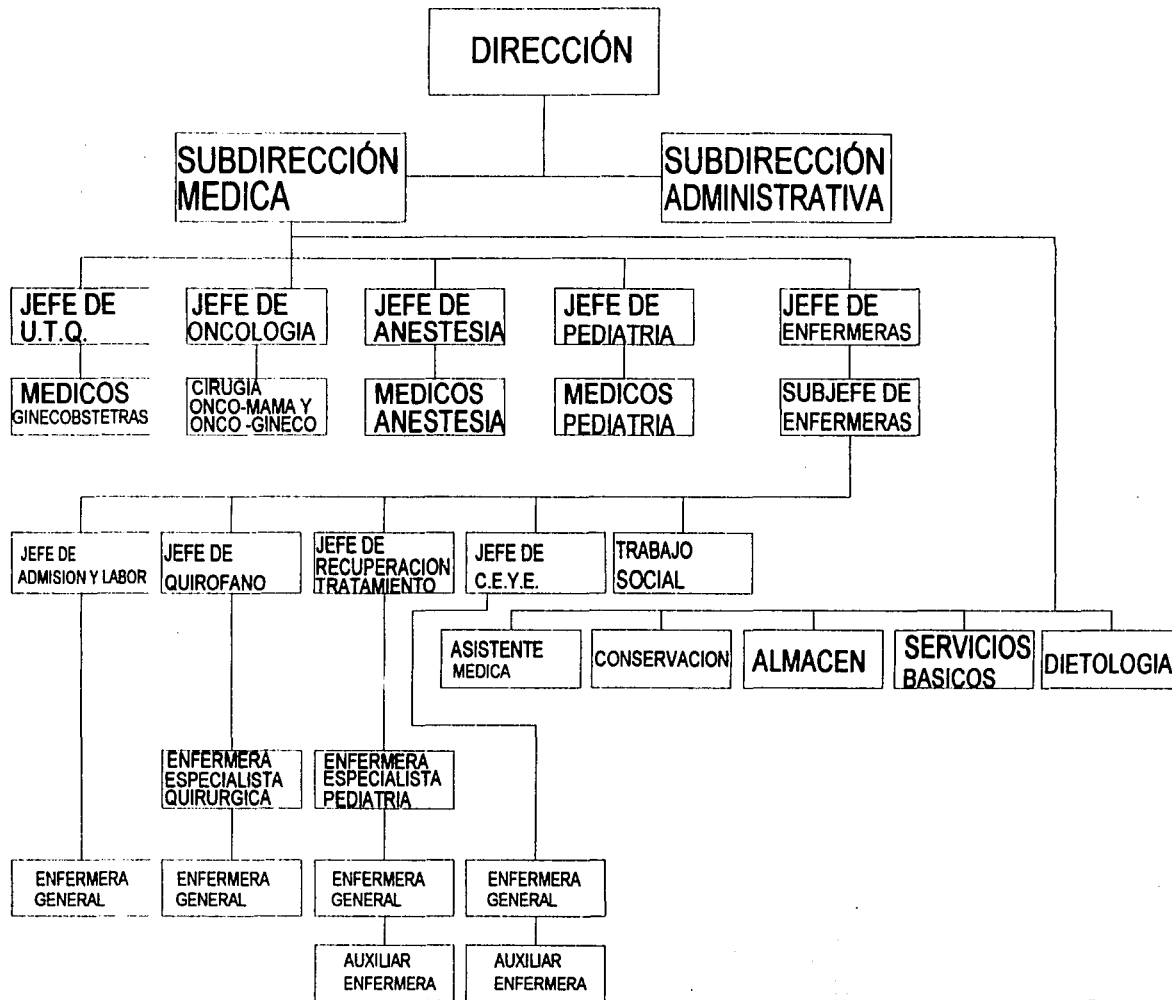 DIRECCIÓN
SUBDIRECCIÓN
MEDICA
SUBDIRECCIÓN
ADMINISTRATIVA
JEFE DE
U.T.Q.
JEFE DE
ONCOLOGIA
JEFE DE
ANESTESIA
JEFE DE
PEDIATRIA
JEFE DE
ENFERMERAS
MEDICOS
GINECOBSTETRAS
CIRUGIA
ONCO-MAMA Y
ONCO -GINECO
MEDICOS
ANESTESIA
MEDICOS
PEDIATRIA
SUBJEFE DE
ENFERMERAS
JEFE DE
ADMISION Y LABOR
JEFE DE
QUIROFANO
JEFE DE
RECUPERACION
TRATAMIENTO
JEFE DE
C.E.Y.E.
TRABAJO
SOCIAL
ASISTENTE
MEDICA
CONSERVACION
ALMACEN
SERVICIOS
BASICOS
DIETOLOGIA
ENFERMERA
ESPECIALISTA
QUIRURGICA
ENFERMERA
ESPECIALISTA
PEDIATRIA
ENFERMERA
GENERAL
ENFERMERA
GENERAL
ENFERMERA
GENERAL
ENFERMERA
GENERAL
AUXILIAR
ENFERMERA
AUXILIAR
ENFERMERA